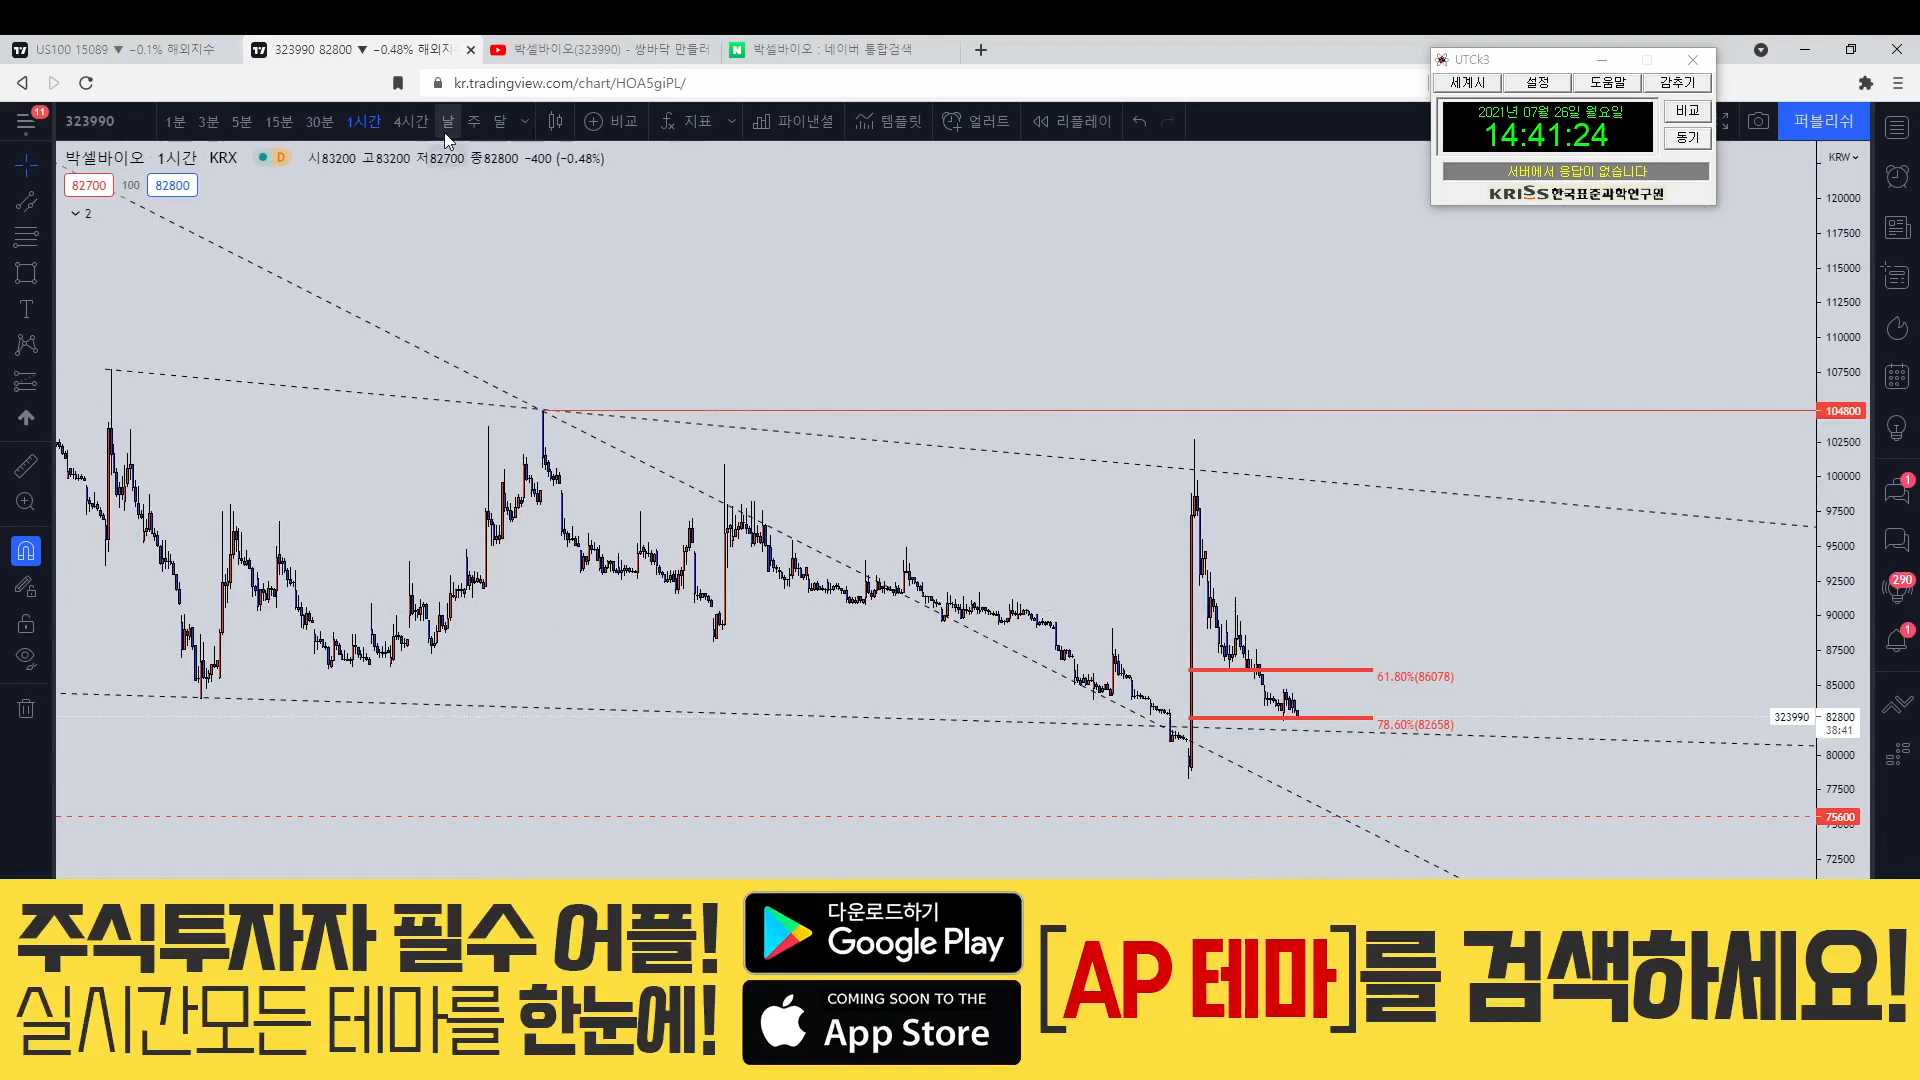 US100 15089 ▼ −0.1% 해외지수
323990 82800 ▼ −0.48% 해외지
박셀바이오(323990) - 쌍바닥 만들러
박셀바이오 : 네이버 통합검색
kr.tradingview.com/chart/HOA5giPL/
UTCk3
세계시 설정 도움말 감추기
2021년 07월 26일 월요일
14:41:24
비교
동기
서버에서 응답이 없습니다
KRISS 한국표준과학연구원
11
323990 1분 3분 5분 15분 30분 1시간 4시간 날 주 달 비교 지표 파이낸셜 템플릿 얼러트 리플레이 퍼블리쉬
박셀바이오 1시간 KRX D 시83200 고83200 저82700 종82800 −400 (−0.48%)
82700 100 82800
2
KRW
120000
117500
115000
112500
110000
107500
104800
102500
100000
97500
95000
92500
90000
87500
85000
61.80%(86078)
78.60%(82658)
323990 82800
38:41
80000
77500
75600
72500
1
290
1
주식투자자 필수 어플!
실시간모든 테마를 한눈에!
다운로드하기
Google Play
COMING SOON TO THE
App Store
[AP 테마]를 검색하세요!